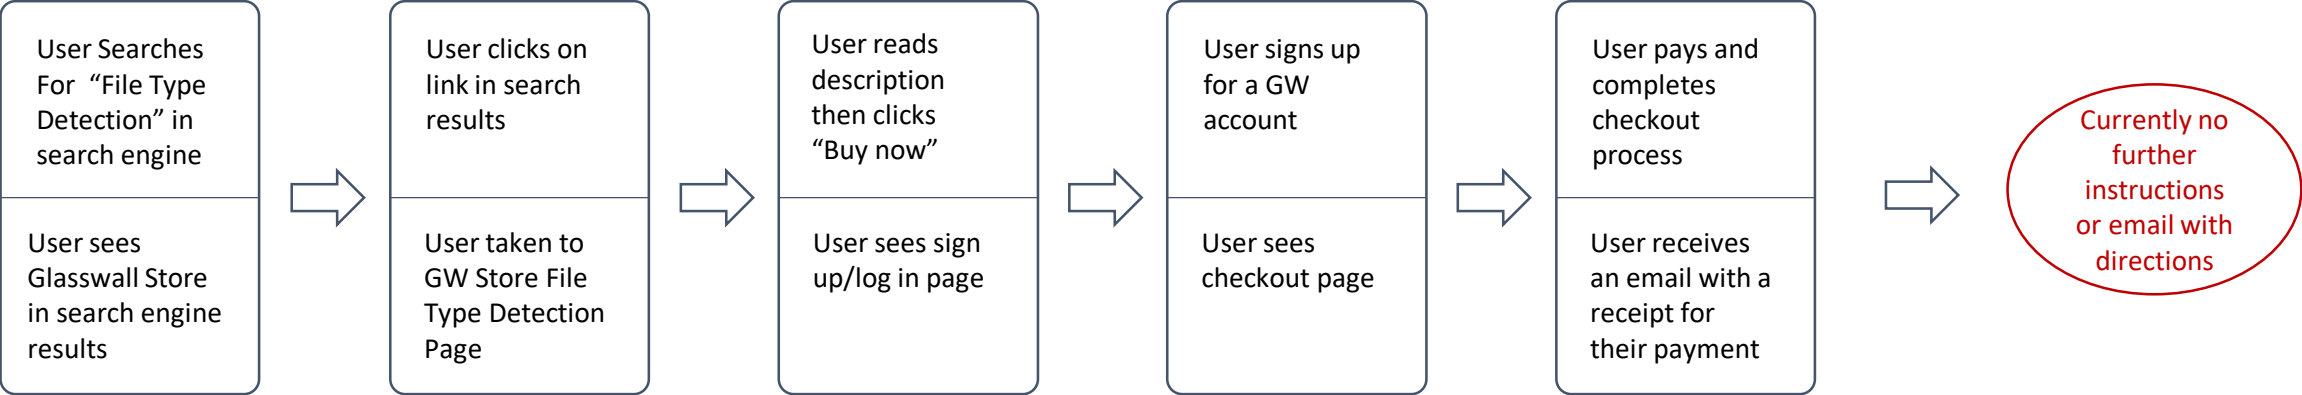 User Searches
For “File Type
Detection” in
search engine
User sees
Glasswall Store
in search engine
results
User clicks on
link in search
results
User taken to
GW Store File
Type Detection
Page
User reads
description
then clicks
“Buy now”
User sees sign
up/log in page
User signs up
for a GW
account
User sees
checkout page
User pays and
completes
checkout
process
User receives
an email with a
receipt for
their payment
Currently no
further
instructions
or email with
directions